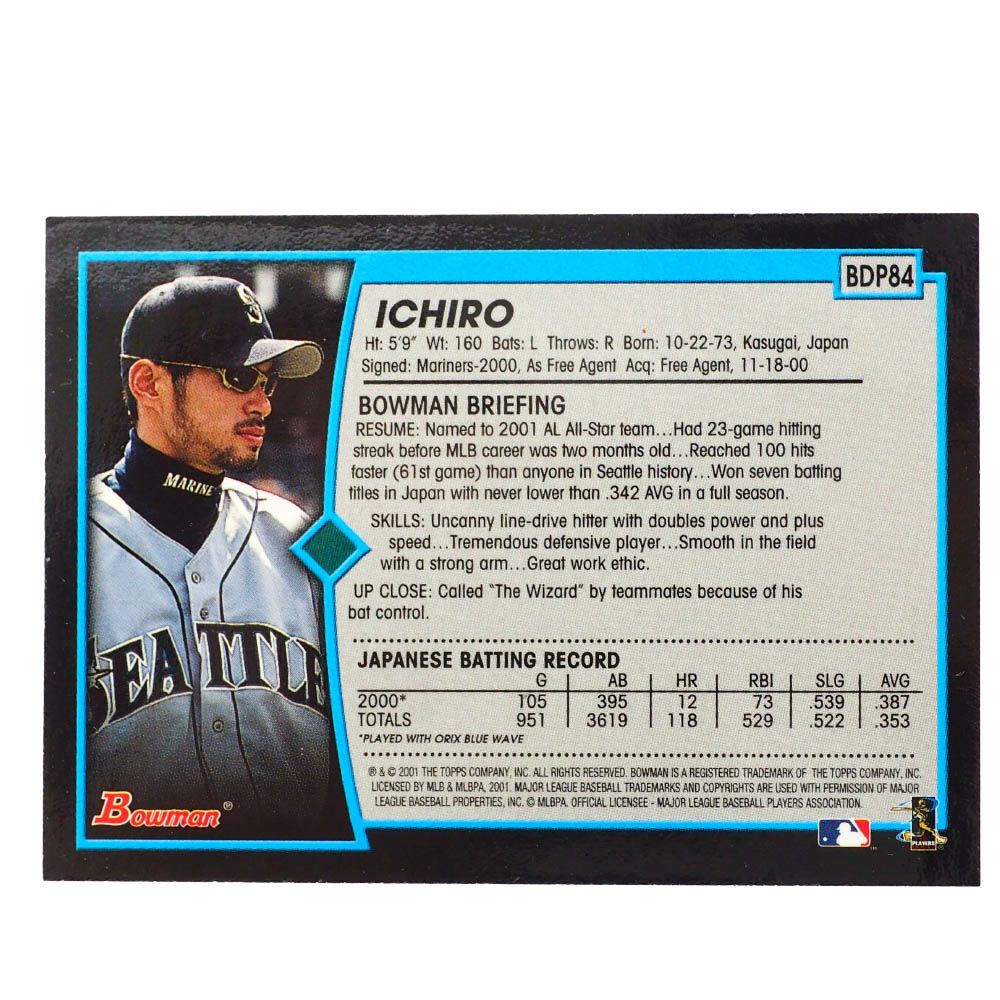 BDP84
ICHIRO
Ht: 5'9" Wt: 160 Bats: L Throws: R Born: 10-22-73, Kasugai, Japan
Signed: Mariners-2000, As Free Agent Acq: Free Agent, 11-18-00
BOWMAN BRIEFING
RESUME: Named to 2001 AL All-Star team...Had 23-game hitting
streak before MLB career was two months old...Reached 100 hits
faster (61st game) than anyone in Seattle history...Won seven batting
titles in Japan with never lower than .342 AVG in a full season.
SKILLS: Uncanny line-drive hitter with doubles power and plus
speed...Tremendous defensive player...Smooth in the field
with a strong arm...Great work ethic.
UP CLOSE: Called "The Wizard" by teammates because of his
bat control.
JAPANESE BATTING RECORD
G AB HR RBI SLG AVG
2000* 105 395 12 73 .539 .387
TOTALS 951 3619 118 529 .522 .353
*PLAYED WITH ORIX BLUE WAVE
® & © 2001 THE TOPPS COMPANY, INC. ALL RIGHTS RESERVED. BOWMAN IS A REGISTERED TRADEMARK OF THE TOPPS COMPANY, INC.
LICENSED BY MLB & MLBPA, 2001. MAJOR LEAGUE BASEBALL TRADEMARKS AND COPYRIGHTS ARE USED WITH PERMISSION OF MAJOR
LEAGUE BASEBALL PROPERTIES, INC. © MLBPA. OFFICIAL LICENSEE - MAJOR LEAGUE BASEBALL PLAYERS ASSOCIATION.
MARINE
SEATTLE
Bowman®
PLAYERS